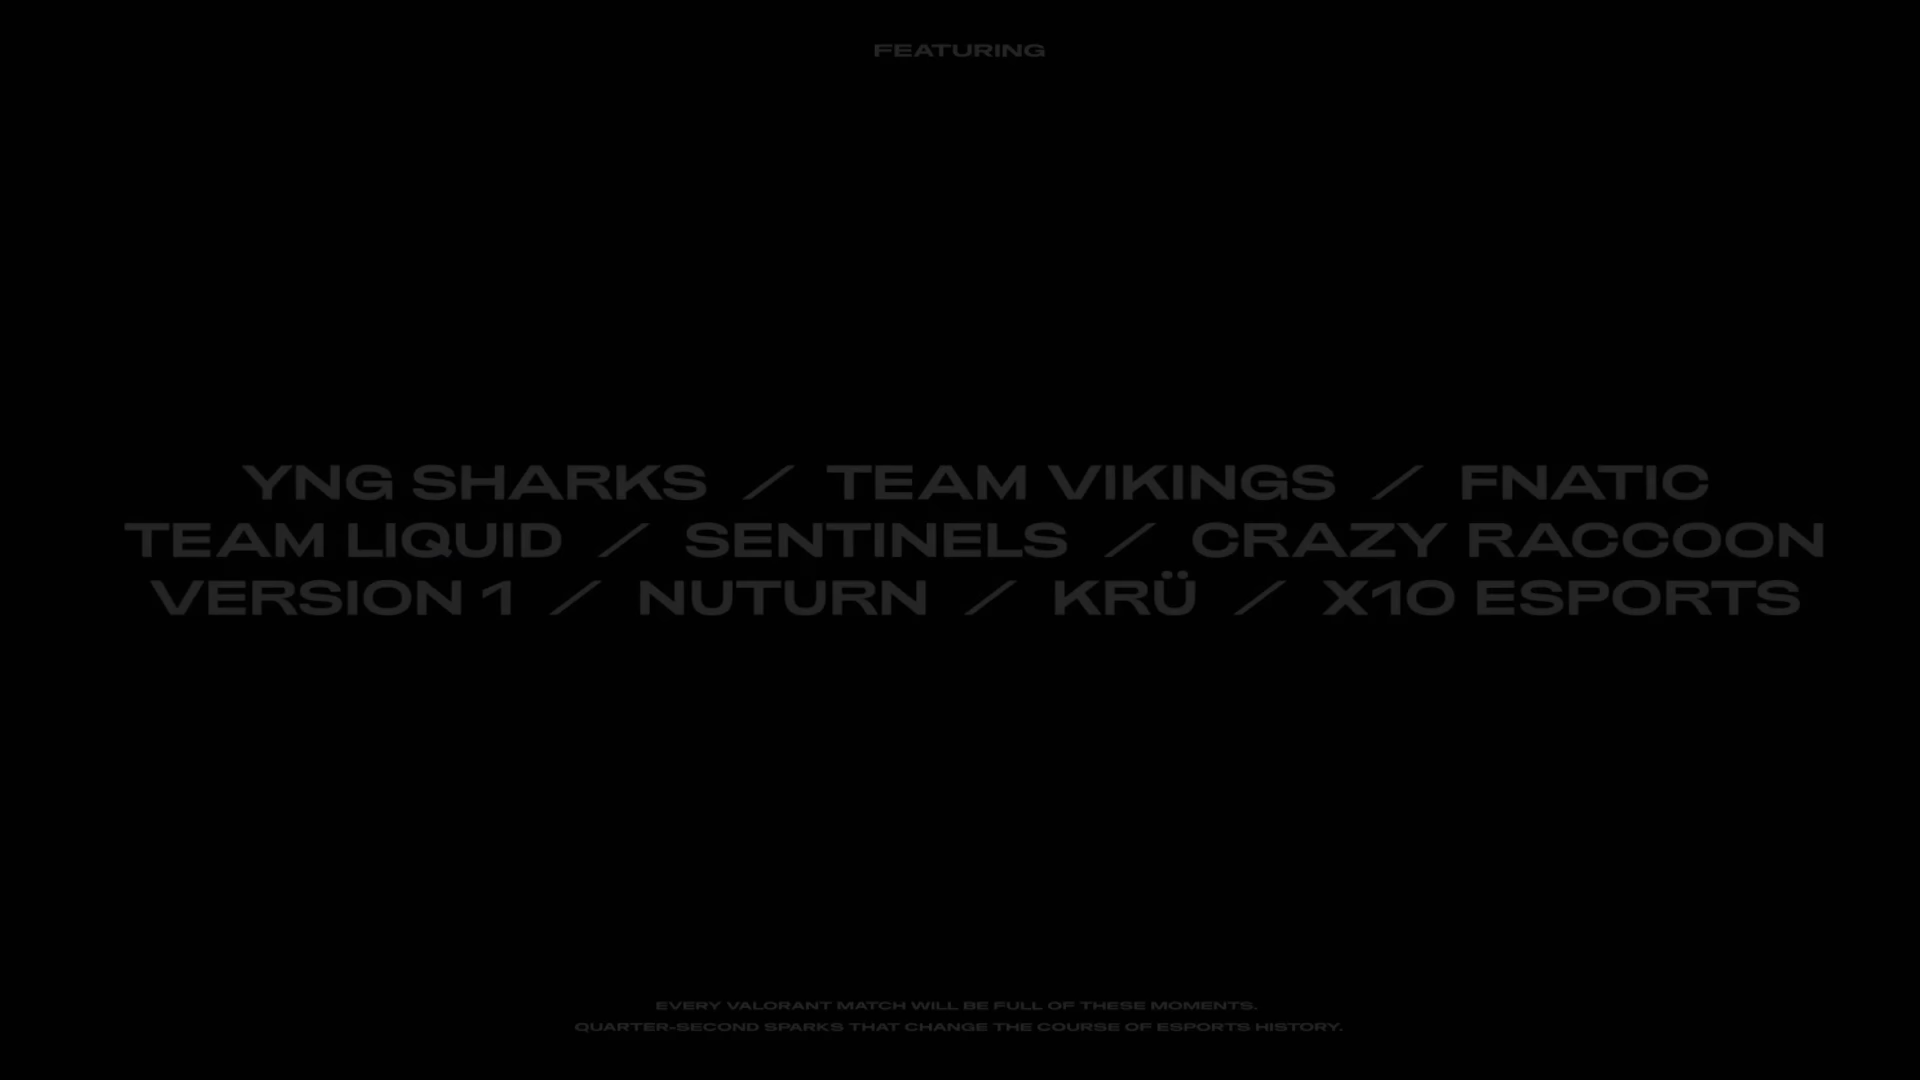 FEATURING
YNG SHARKS / TEAM VIKINGS / FNATIC
TEAM LIQUID / SENTINELS / CRAZY RACCOON
VERSION 1 / NUTURN / KRÜ / X10 ESPORTS
EVERY VALORANT MATCH WILL BE FULL OF THESE MOMENTS.
QUARTER-SECOND SPARKS THAT CHANGE THE COURSE OF ESPORTS HISTORY.